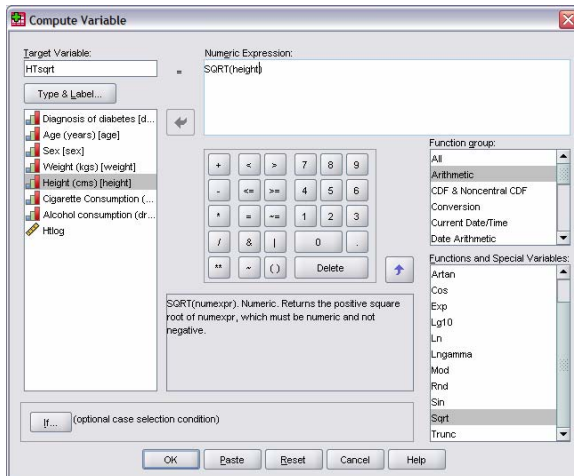 Compute Variable
Target Variable:
HTsqrt
=
Numeric Expression:
SQRT(height)
Type & Label...
Diagnosis of diabetes [d...
Age (years) [age]
Sex [sex]
Weight (kgs) [weight]
Height (cms) [height]
Cigarette Consumption (...
Alcohol consumption (dr...
Htlog
+ < > 7 8 9
- <= >= 4 5 6
* = ~= 1 2 3
/ & | 0 .
** ~ ( ) Delete
Function group:
All
Arithmetic
CDF & Noncentral CDF
Conversion
Current Date/Time
Date Arithmetic
Functions and Special Variables:
Artan
Cos
Exp
Lg10
Ln
Lngamma
Mod
Rnd
Sin
Sqrt
Trunc
SQRT(numexpr). Numeric. Returns the positive square
root of numexpr, which must be numeric and not
negative.
If... (optional case selection condition)
OK Paste Reset Cancel Help